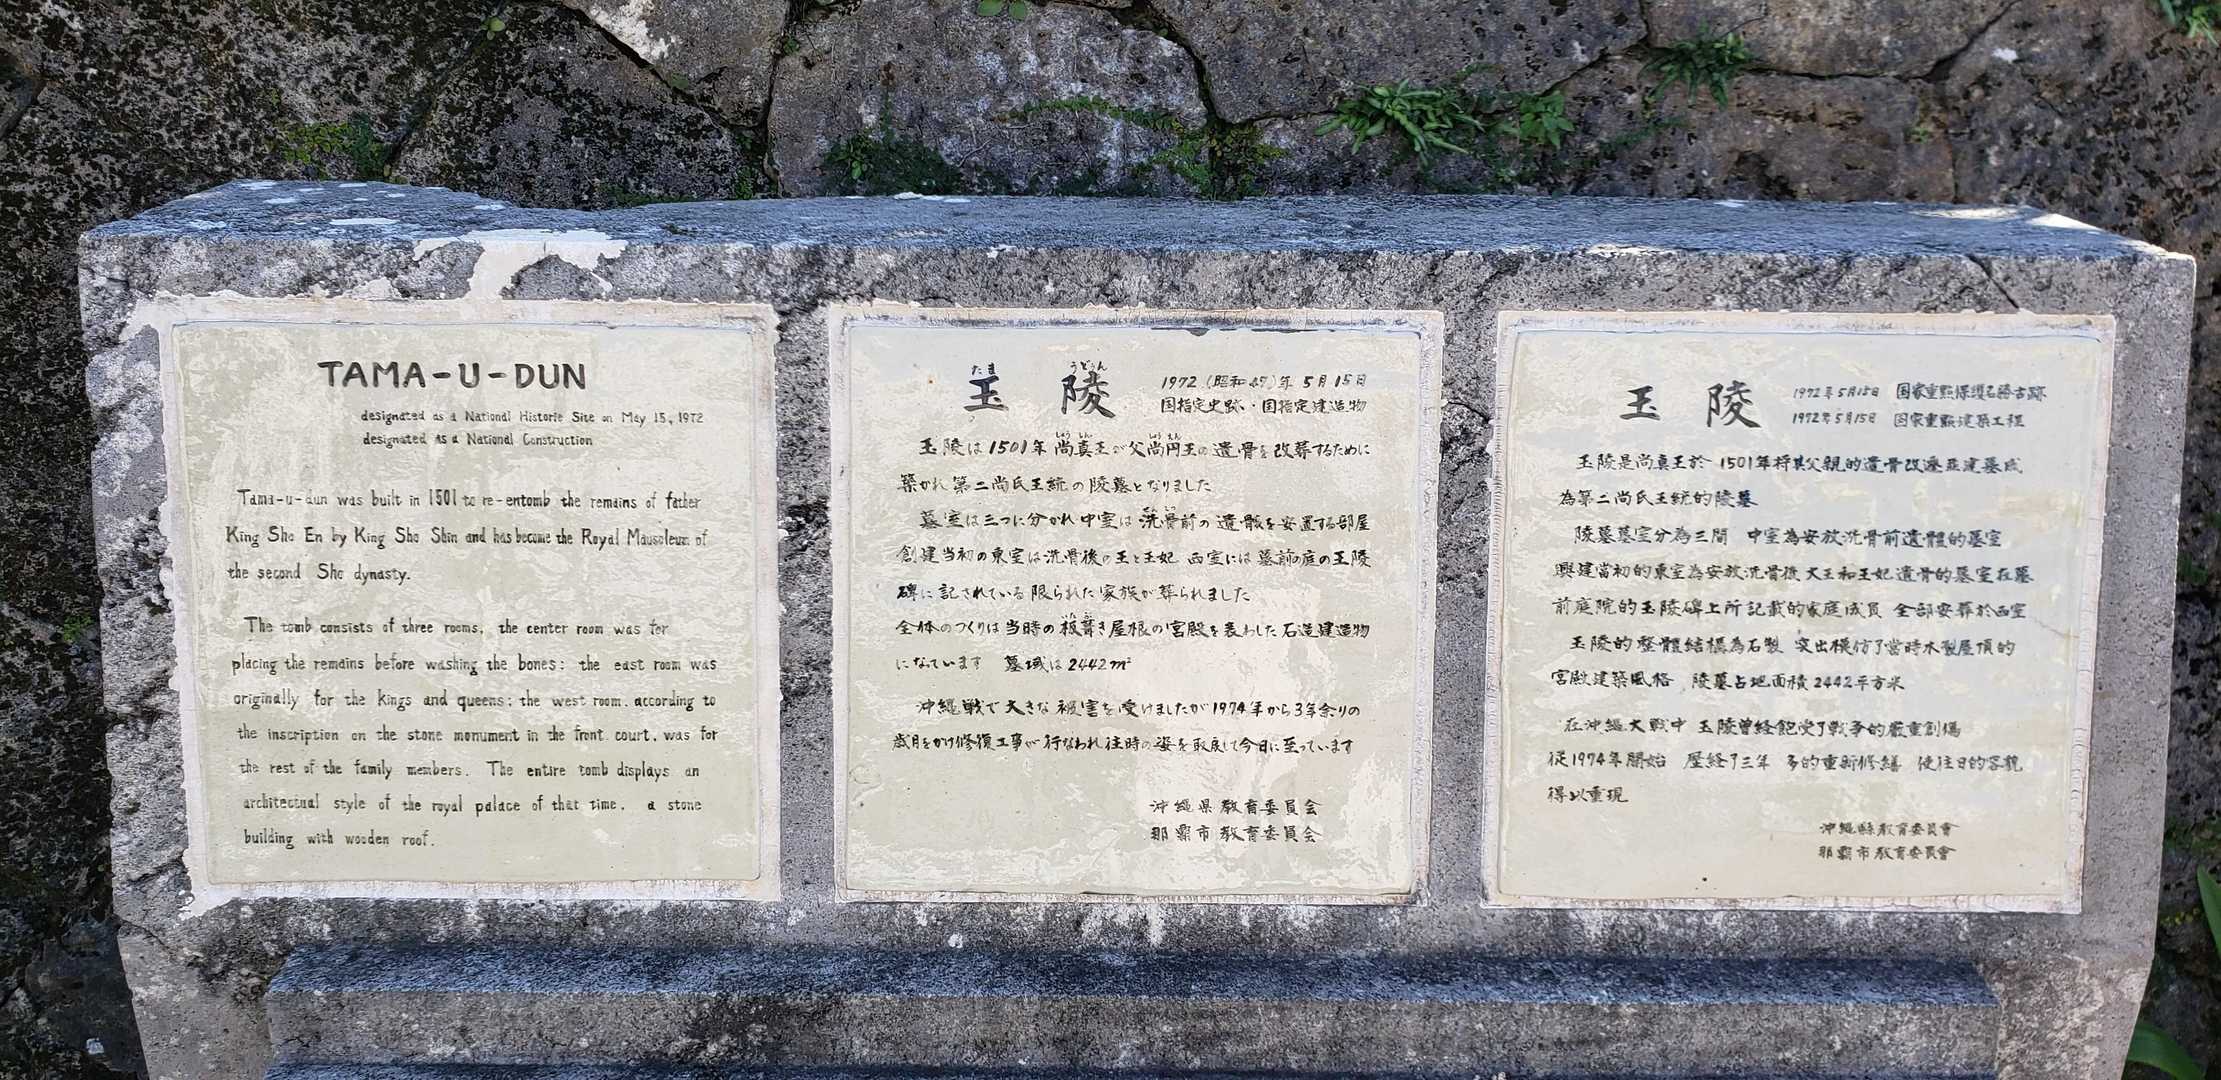 TAMA-U-DUN
designated as a National Historic Site on May 15, 1972
designated as a National Construction
Tama-u-dun was built in 1501 to re-entomb the remains of father
King Sho En by King Sho Shin and has become the Royal Mausoleum of
the second Sho dynasty.
The tomb consists of three rooms, the center room was for
placing the remains before washing the bones: the east room was
originally for the kings and queens: the west room, according to
the inscription on the stone monument in the front court, was for
the rest of the family members. The entire tomb displays an
architectual style of the royal palace of that time, a stone
building with wooden roof.
たま うどぅん
玉 陵
1972 (昭和47)年 5月15日
国指定史跡・国指定建造物
玉陵は1501年 尚真王が父尚円王の遺骨を改葬するために
築かれ第二尚氏王統の陵墓となりました
墓室は三つに分かれ 中室は洗骨前の遺骸を安置する部屋
創建当初の東室は洗骨後の王と王妃 西室には墓前の庭の玉陵
碑に記されている限られた家族が葬られました
全体のつくりは当時の板葺き屋根の宮殿を表わした石造建造物
になっています 墓域は2442m²
沖縄戦で大きな被害を受けましたが1974年から3年余りの
歳月をかけ修復工事が行なわれ往時の姿を取戻して今日に至っています
沖縄県教育委員会
那覇市教育委員会
玉 陵
1972年5月15日 国家重點保護名勝古跡
1972年5月15日 国家重點建築工程
玉陵是尚真王於 1501年将其父親的遺骨改遷至建墓成
為第二尚氏王統的陵墓
陵墓墓室分為三間 中室為安放洗骨前遺體的墓室
興建當初的東室為安放洗骨後 大王和王妃遺骨的墓室在墓
前庭院的玉陵碑上所記載的家庭成員 全部安葬於西室
玉陵的整體結構為石製 突出模仿了當時木製屋頂的
宮殿建築風格 陵墓占地面積2442平方米
在沖縄大戦中 玉陵曽経飽受了戦争的嚴重創傷
從1974年開始 歴経了三年 多的重新修繕 使往日的容貌
得以重現
沖縄縣教育委員會
那覇市教育委員會